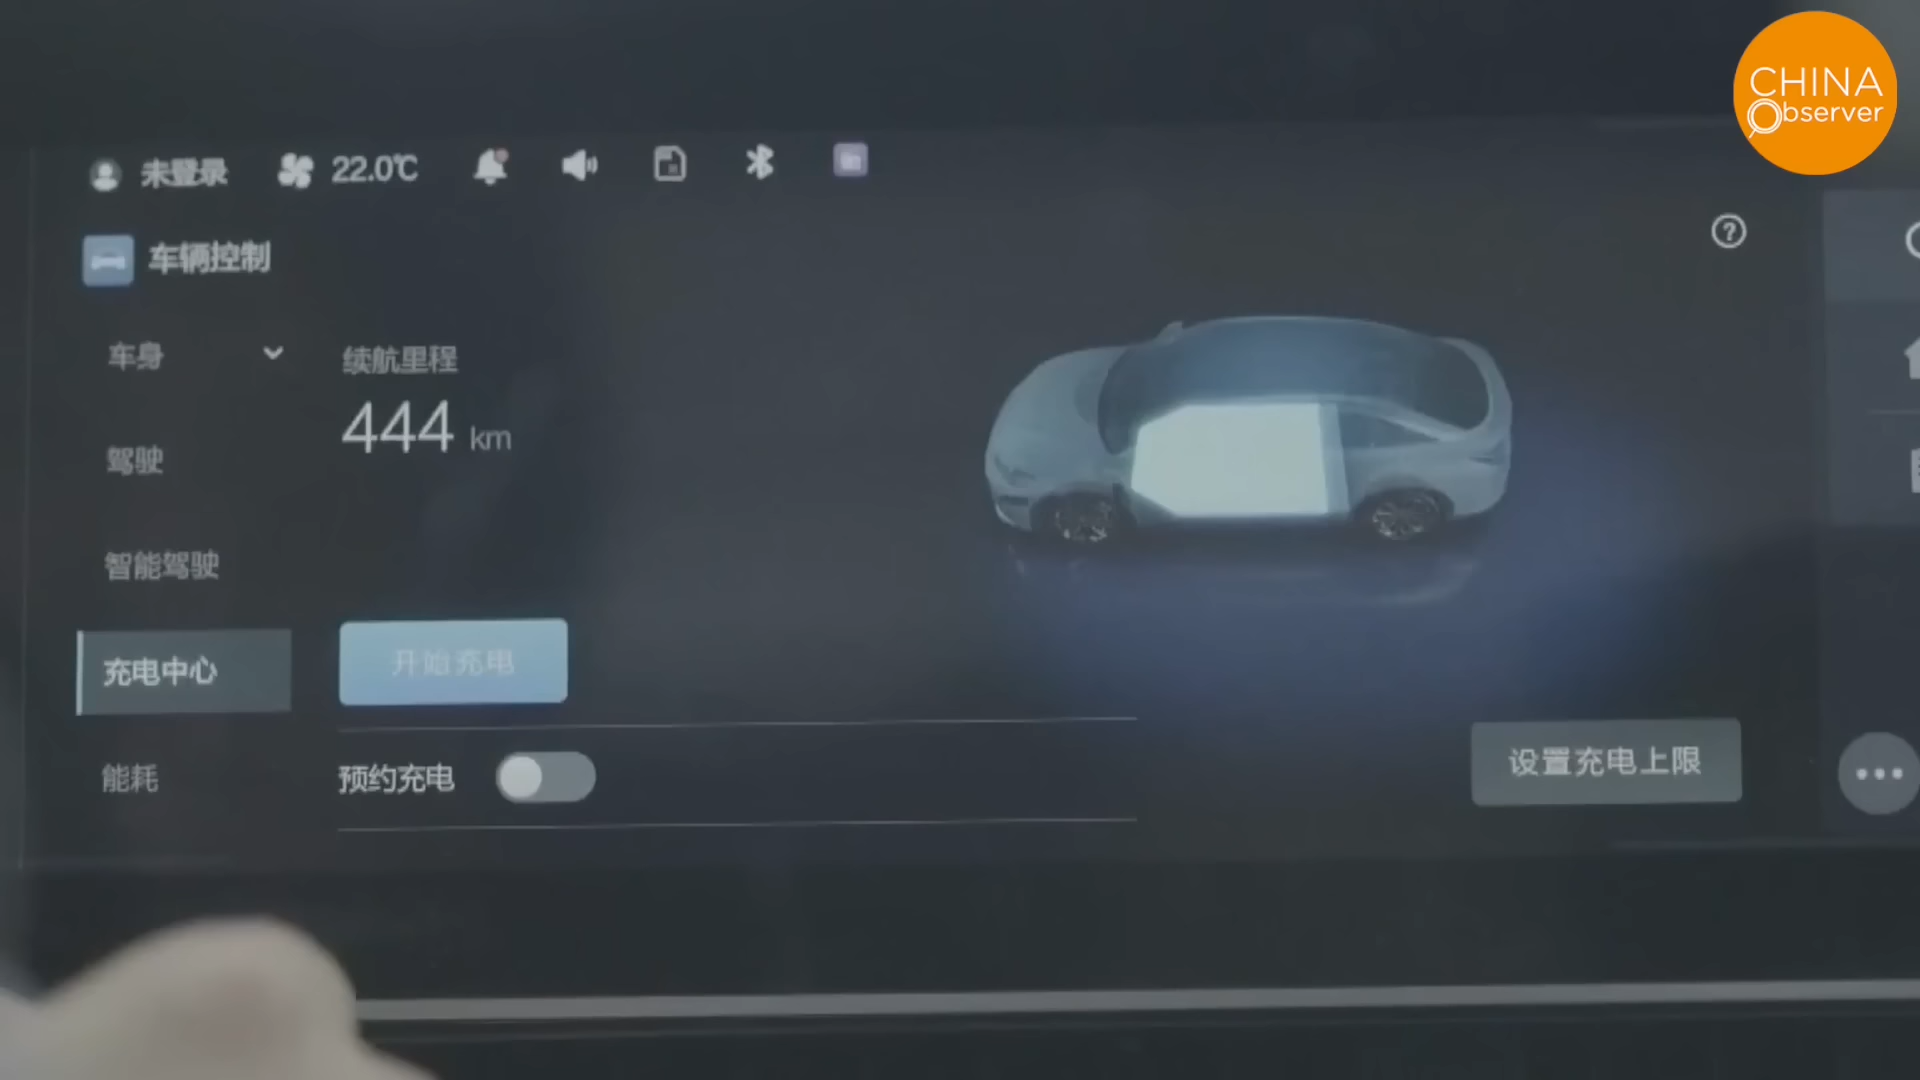 CHINA
Observer
未登录 22.0℃
车辆控制
车身
续航里程
444 km
驾驶
智能驾驶
充电中心
开始充电
能耗
预约充电
设置充电上限